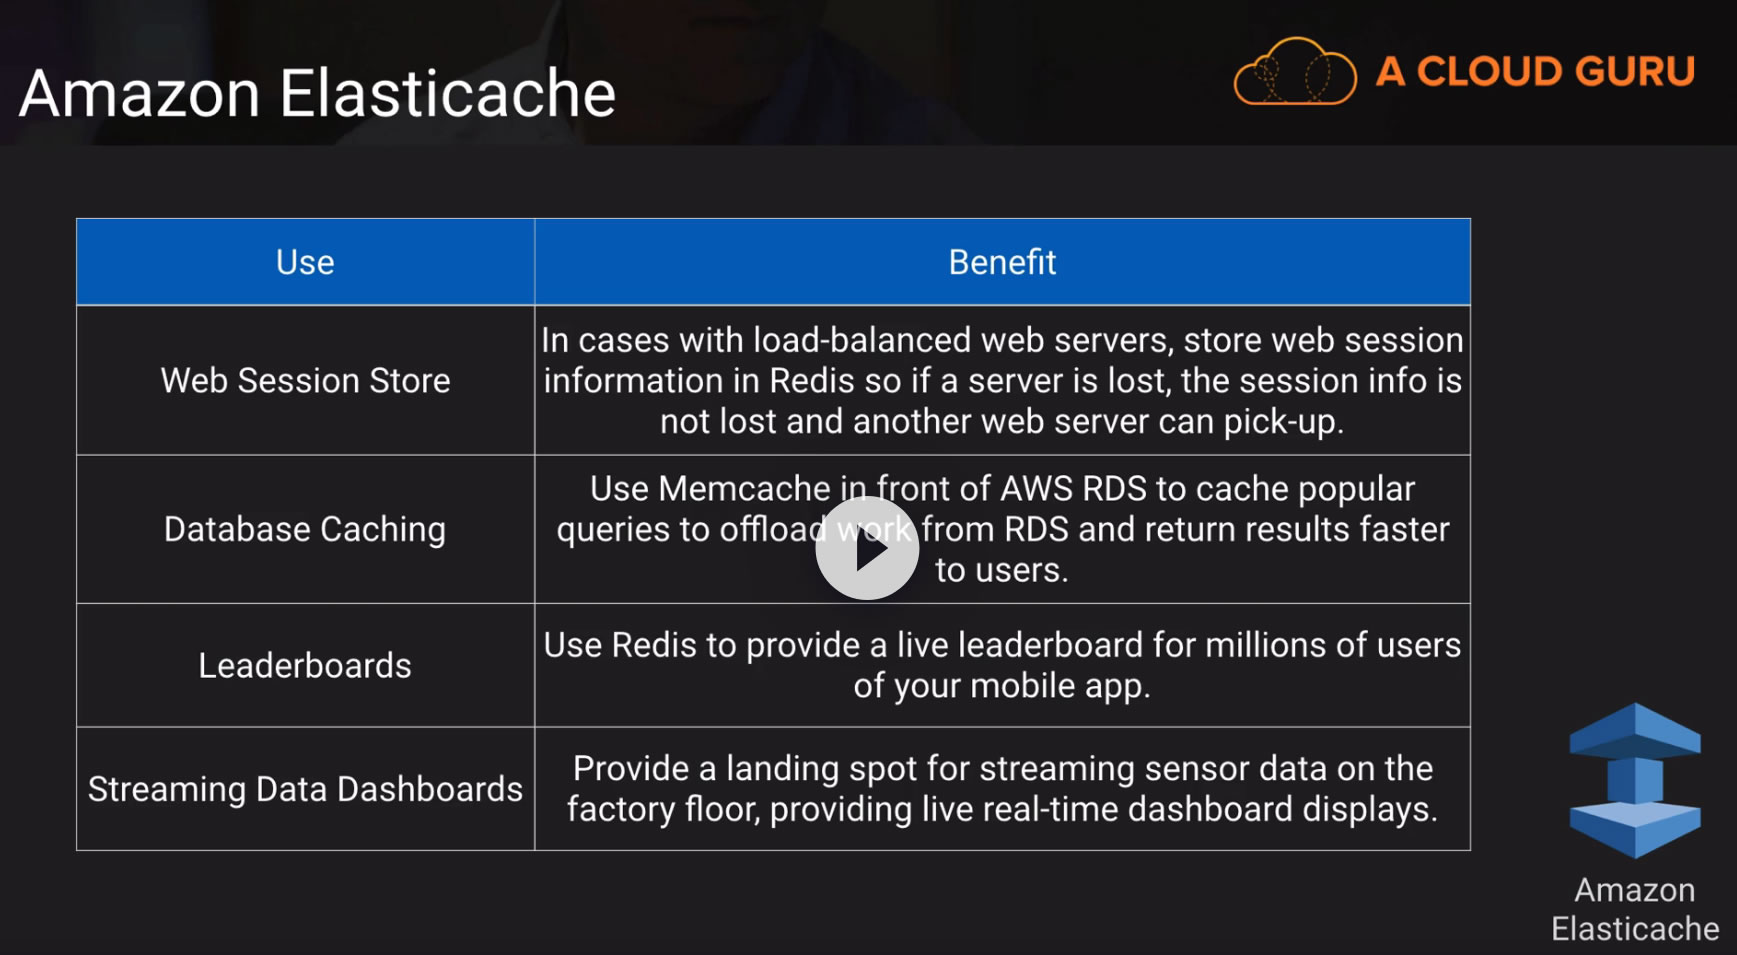 Amazon Elasticache
A CLOUD GURU
Use
Benefit
Web Session Store
In cases with load-balanced web servers, store web session
information in Redis so if a server is lost, the session info is
not lost and another web server can pick-up.
Database Caching
Use Memcache in front of AWS RDS to cache popular
queries to offload work from RDS and return results faster
to users.
Leaderboards
Use Redis to provide a live leaderboard for millions of users
of your mobile app.
Streaming Data Dashboards
Provide a landing spot for streaming sensor data on the
factory floor, providing live real-time dashboard displays.
Amazon
Elasticache